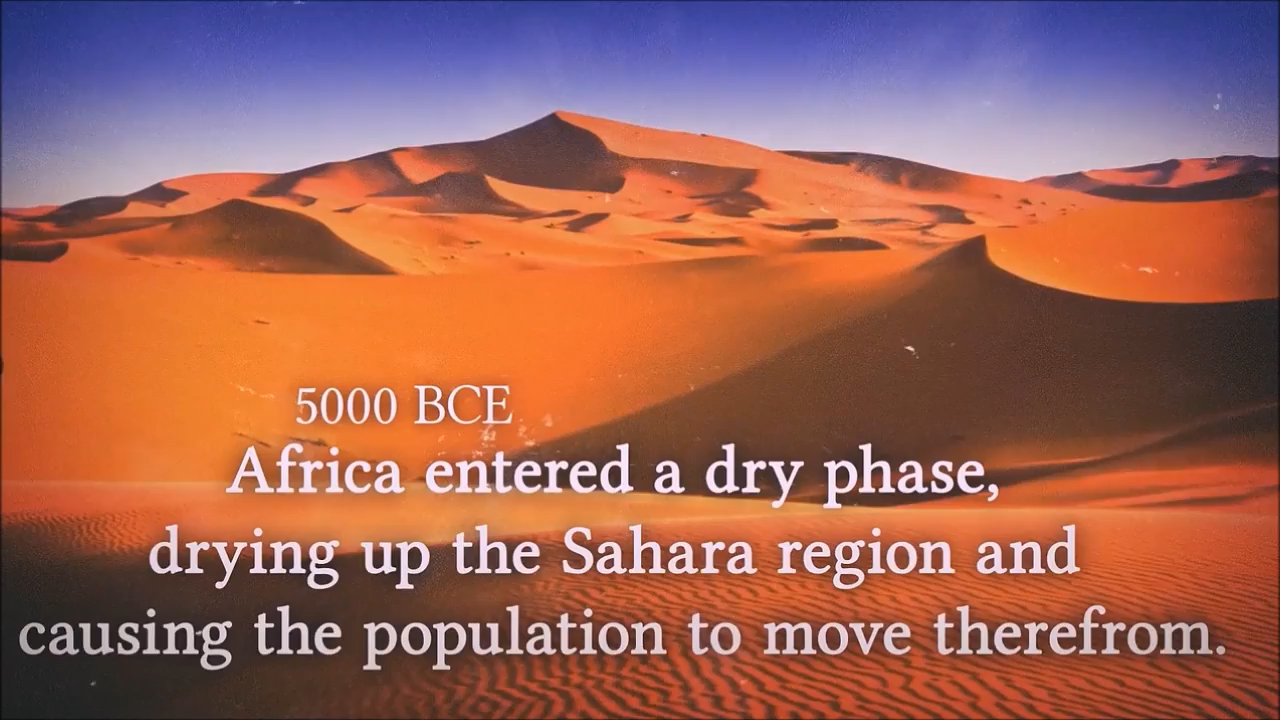 5000 BCE
Africa entered a dry phase,
drying up the Sahara region and
causing the population to move therefrom.